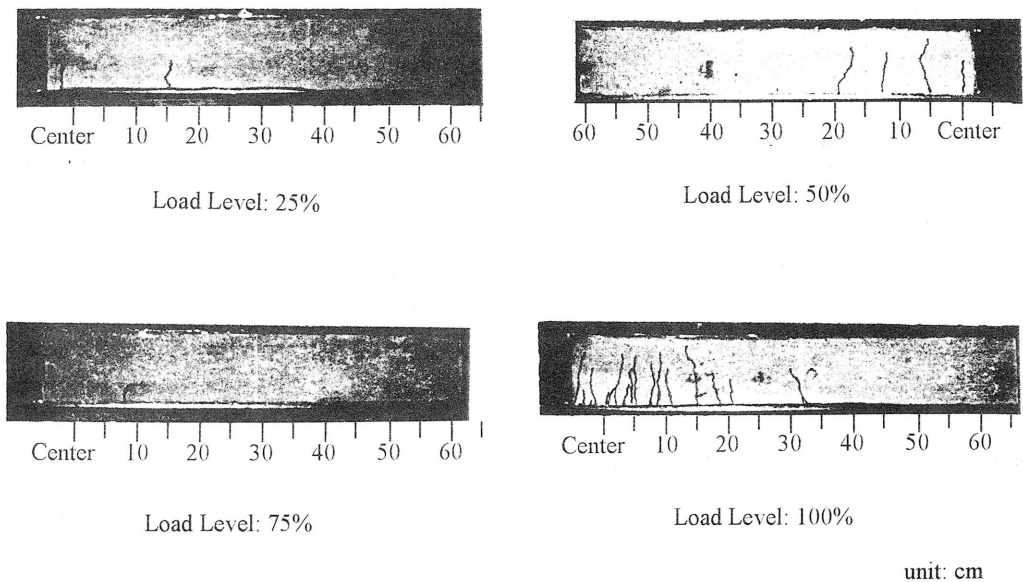 Center 10 20 30 40 50 60
Load Level: 25%
60 50 40 30 20 10 Center
Load Level: 50%
Center 10 20 30 40 50 60
Load Level: 75%
Center 10 20 30 40 50 60
Load Level: 100%
unit: cm